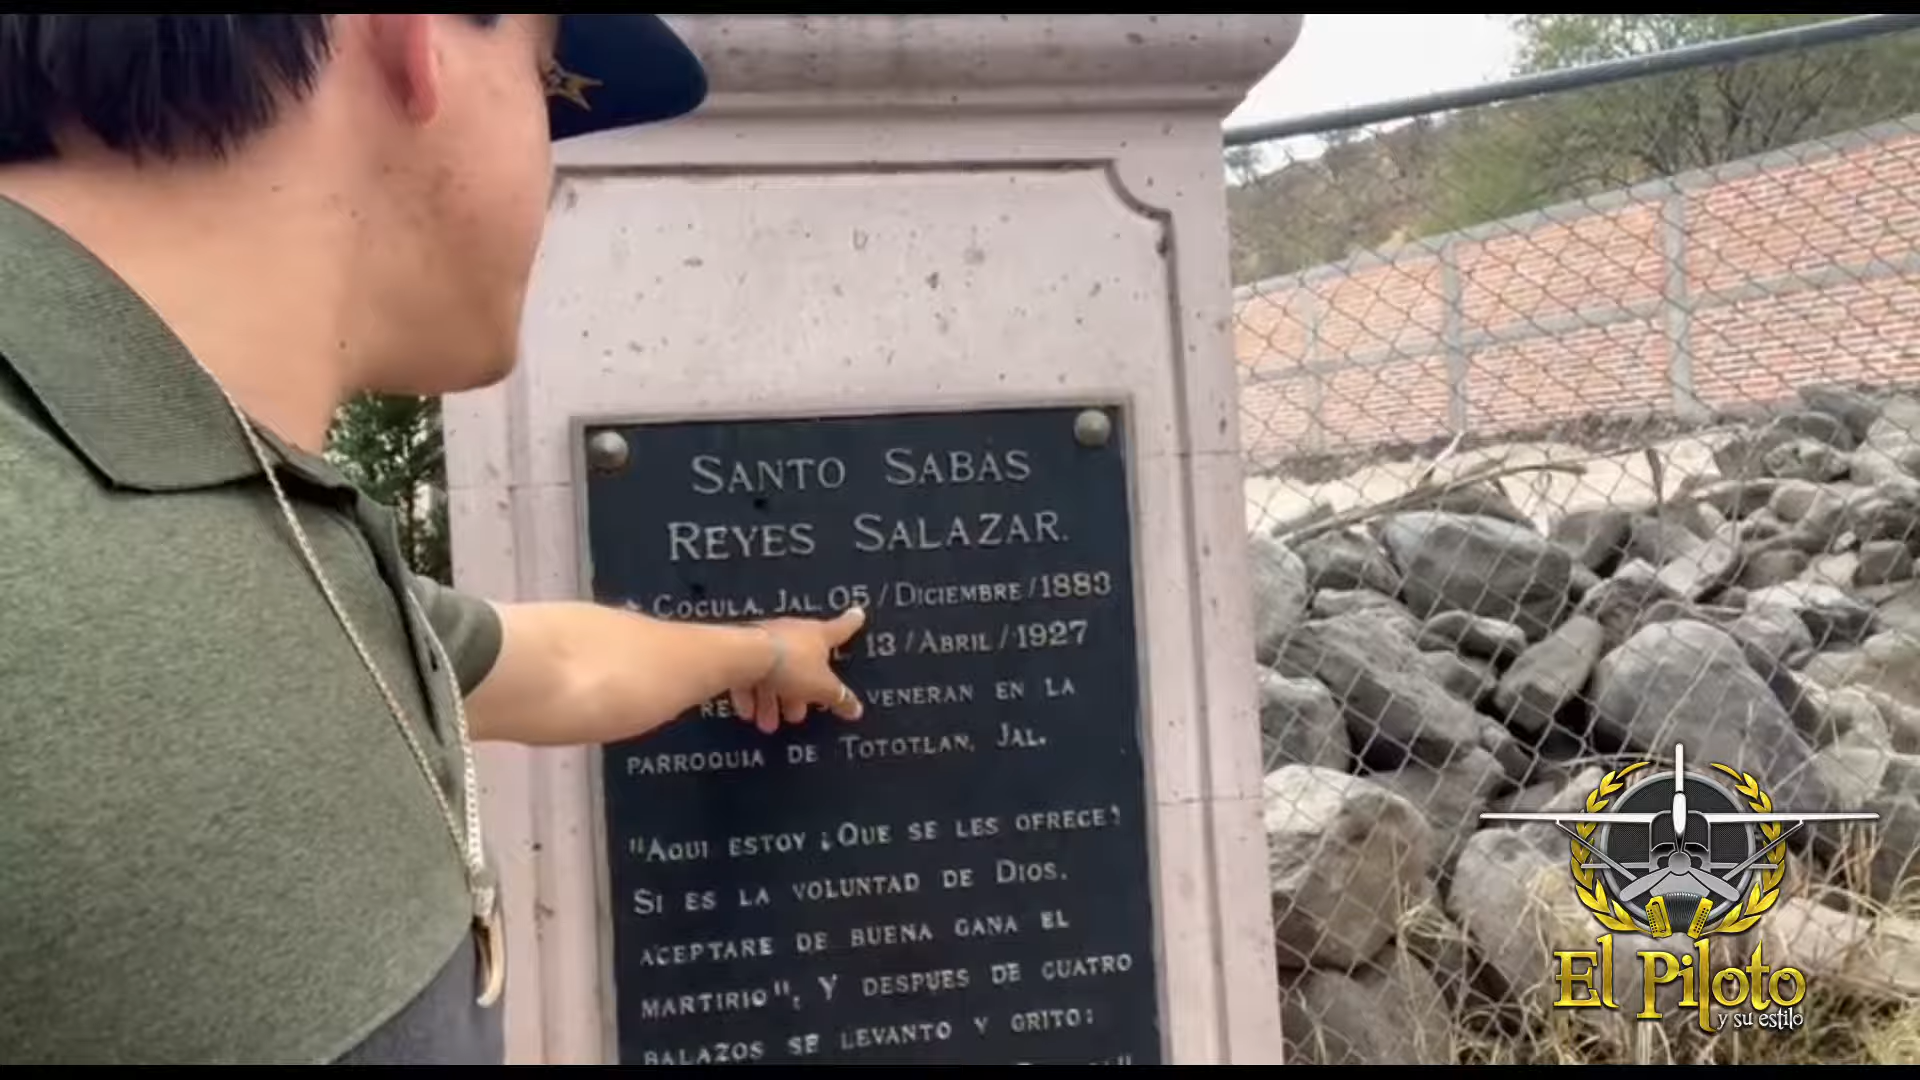 SANTO SABÁS
REYES SALAZAR.
COCULA, JAL. 05 / DICIEMBRE / 1883
13 / ABRIL / 1927
VENERAN EN LA
PARROQUIA DE TOTOTLAN, JAL.
"AQUI ESTOY ¿QUE SE LES OFRECE?
SI ES LA VOLUNTAD DE DIOS,
ACEPTARE DE BUENA GANA EL
MARTIRIO", Y DESPUES DE CUATRO
BALAZOS SE LEVANTO Y GRITO:
El Piloto
y su estilo